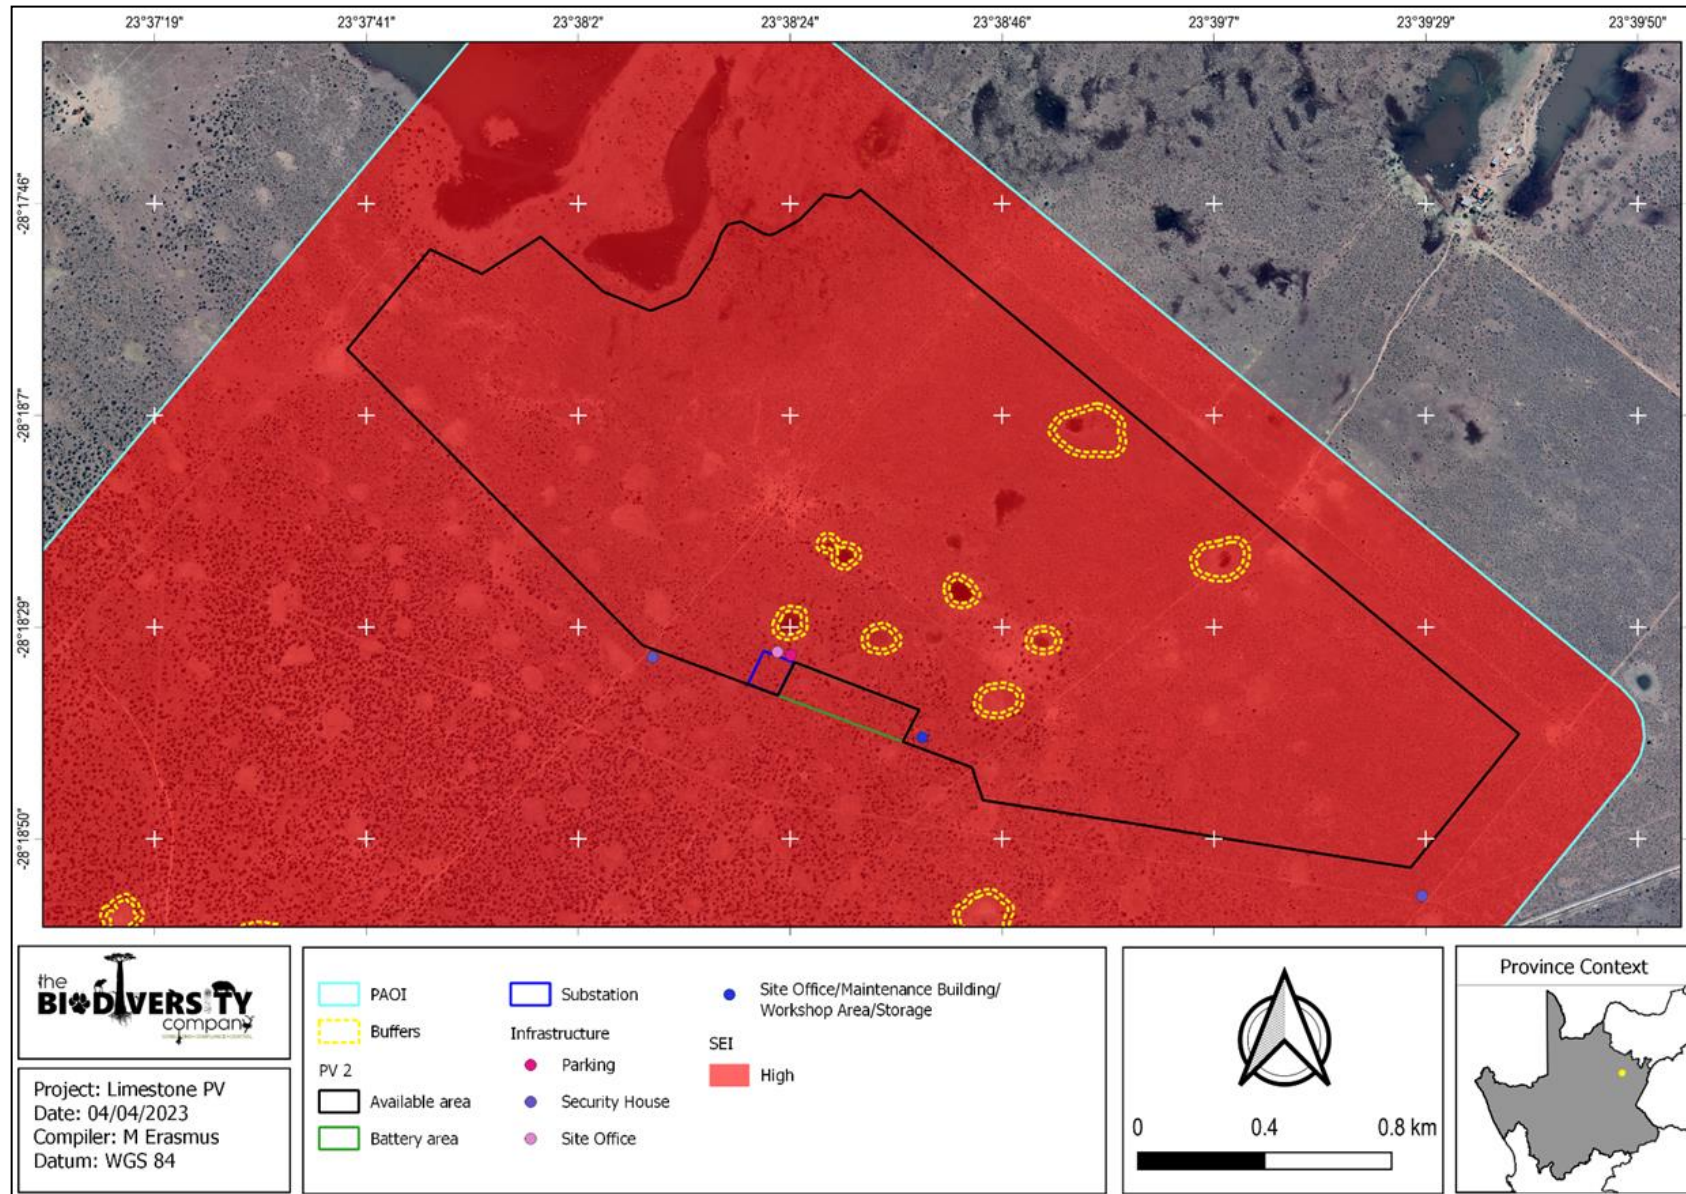 23°37'19"
23°37'41"
23°38'2"
23°38'24"
23°38'46"
23°39'7"
23°39'29"
23°39'50"
-28°17'46"
-28°18'7"
-28°18'29"
-28°18'50"
the
BIODIVERSITY
company
Project: Limestone PV
Date: 04/04/2023
Compiler: M Erasmus
Datum: WGS 84
PAOI
Buffers
PV 2
Available area
Battery area
Substation
Infrastructure
Parking
Security House
Site Office
Site Office/Maintenance Building/
Workshop Area/Storage
SEI
High
0 0.4 0.8 km
Province Context